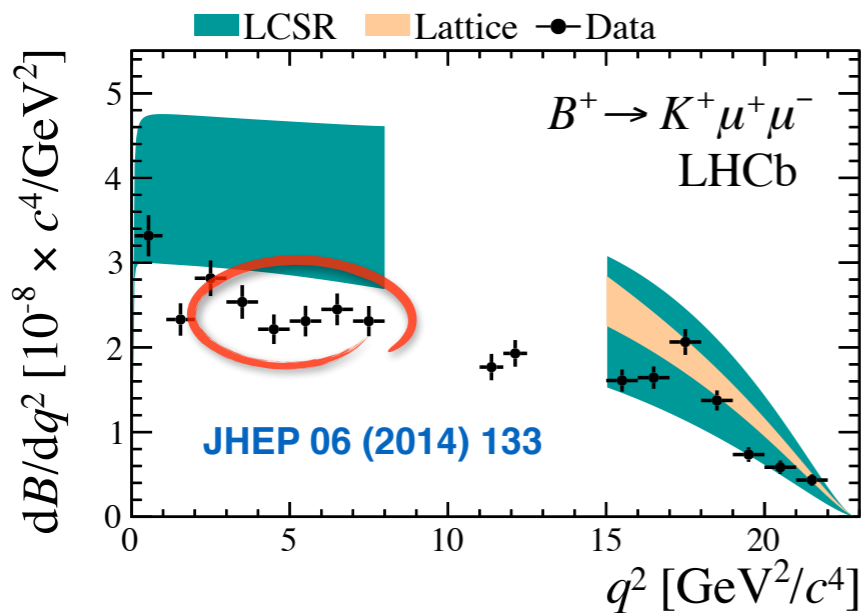 LCSR Lattice Data
dB/dq² [10⁻⁸ × c⁴/GeV²]
5
4
3
2
1
0
B⁺ → K⁺μ⁺μ⁻
LHCb
JHEP 06 (2014) 133
0 5 10 15 20
q² [GeV²/c⁴]